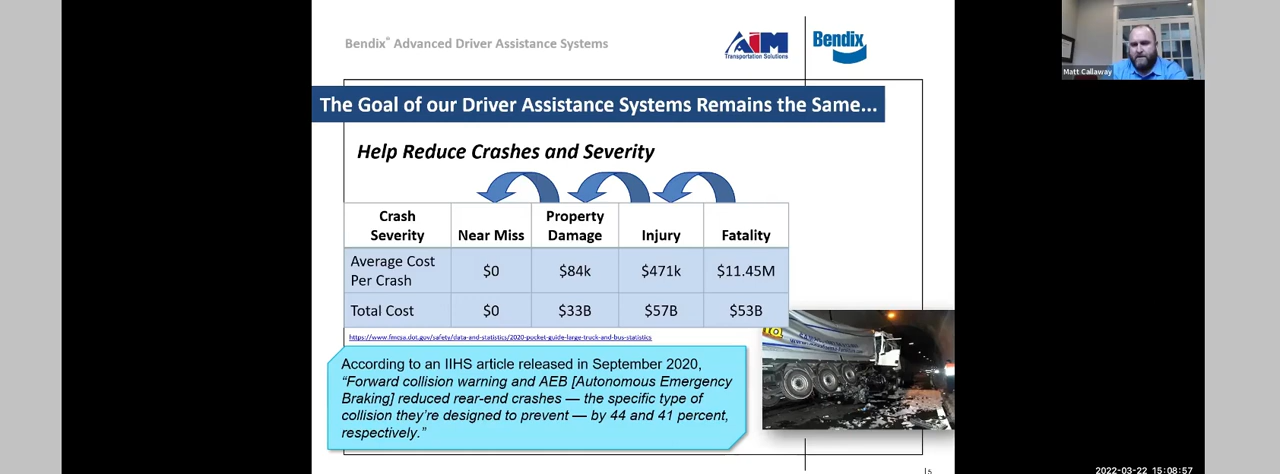 Bendix® Advanced Driver Assistance Systems
AIM
Transportation Solutions
Bendix
Matt Callaway
The Goal of our Driver Assistance Systems Remains the Same...
Help Reduce Crashes and Severity
Crash Severity
Near Miss
Property Damage
Injury
Fatality
Average Cost Per Crash
$0
$84k
$471k
$11.45M
Total Cost
$0
$33B
$57B
$53B
https://www.fmcsa.dot.gov/safety/data-and-statistics/2020-pocket-guide-large-truck-and-bus-statistics
According to an IIHS article released in September 2020,
“Forward collision warning and AEB [Autonomous Emergency
Braking] reduced rear-end crashes — the specific type of
collision they’re designed to prevent — by 44 and 41 percent,
respectively.”
2022-03-22 15:08:57